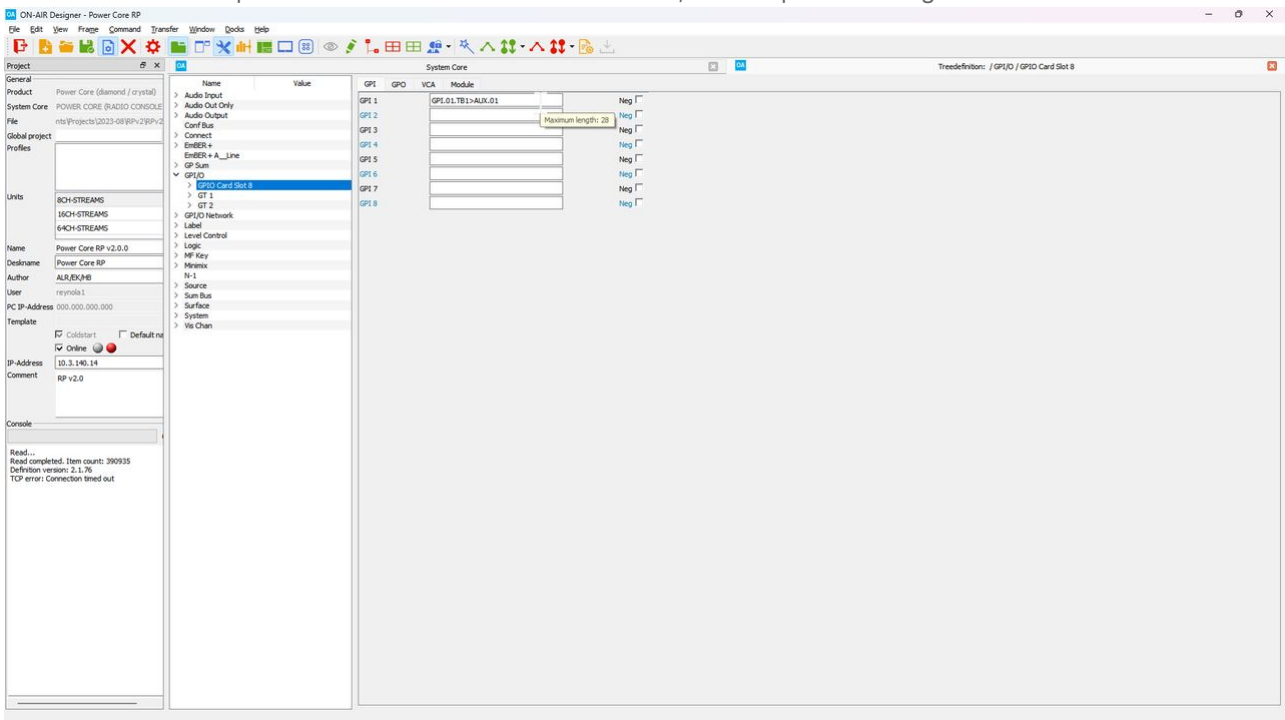 ON-AIR Designer - Power Core RP
File Edit View Frame Command Transfer Window Docks Help
Project
System Core
Treedefinition: / GPI/O / GPIO Card Slot 8
General
Product Power Core (diamond / crystal)
System Core POWER CORE (RADIO CONSOLE
File nts\Projects\2023-08\RPv2\RPv2
Global project
Profiles
Units
8CH-STREAMS
16CH-STREAMS
64CH-STREAMS
Name Power Core RP v2.0.0
Deskname Power Core RP
Author ALR/EK/HB
User reynola1
PC IP-Address 000.000.000.000
Template
Coldstart Default na
Online
IP-Address 10.3.140.14
Comment RP v2.0
Console
Read...
Read completed. Item count: 390935
Definition version: 2.1.76
TCP error: Connection timed out
Name Value
Audio Input
Audio Out Only
Audio Output
Conf Bus
Connect
EmBER+
EmBER+ A__Line
GP Sum
GPI/O
GPIO Card Slot 8
GT 1
GT 2
GPI/O Network
Label
Level Control
Logic
MF Key
Minimix
N-1
Source
Sum Bus
Surface
System
Vis Chan
GPI GPO VCA Module
GPI 1 GPI.01.TB1>AUX.01 Neg
GPI 2 Neg
Maximum length: 28
GPI 3 Neg
GPI 4 Neg
GPI 5 Neg
GPI 6 Neg
GPI 7 Neg
GPI 8 Neg